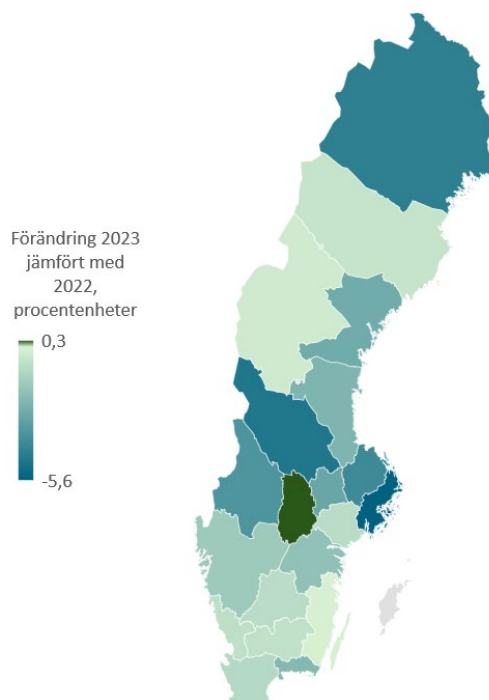 Förändring 2023
jämfört med
2022,
procentenheter
0,3
-5,6